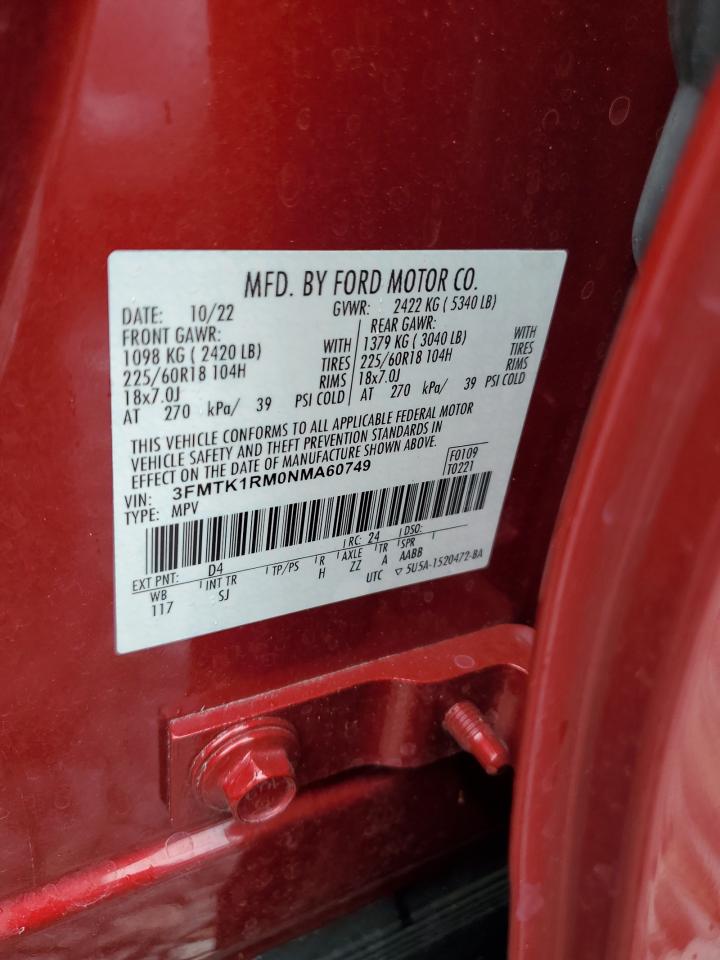 MFD. BY FORD MOTOR CO.
DATE: 10/22 GVWR: 2422 KG ( 5340 LB)
FRONT GAWR: REAR GAWR:
1098 KG ( 2420 LB) WITH 1379 KG ( 3040 LB) WITH
225/60R18 104H TIRES 225/60R18 104H TIRES
18x7.0J RIMS 18x7.0J RIMS
AT 270 kPa/ 39 PSI COLD AT 270 kPa/ 39 PSI COLD
THIS VEHICLE CONFORMS TO ALL APPLICABLE FEDERAL MOTOR
VEHICLE SAFETY AND THEFT PREVENTION STANDARDS IN
EFFECT ON THE DATE OF MANUFACTURE SHOWN ABOVE.
VIN: 3FMTK1RM0NMA60749 F0109
TYPE: MPV T0221
EXT PNT: D4 RC: 24 DSO:
WB INT TR TP/PS R AXLE TR SPR
117 SJ H ZZ A AABB
UTC ▽ 5U5A-1520472-BA